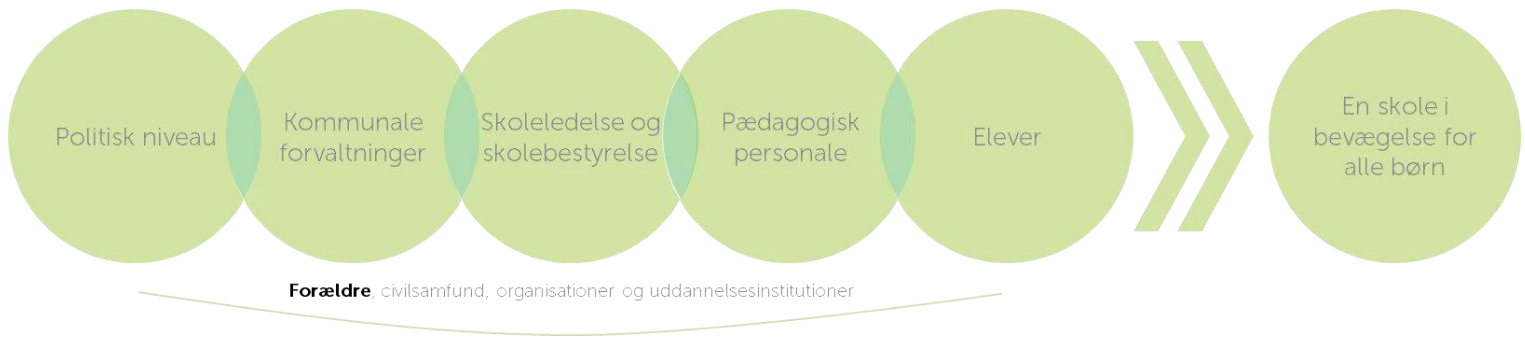 Politisk niveau
Kommunale
forvaltninger
Skoleledelse og
skolebestyrelse
Pædagogisk
personale
Elever
En skole i
bevægelse for
alle børn
Forældre, civilsamfund, organisationer og uddannelsesinstitutioner